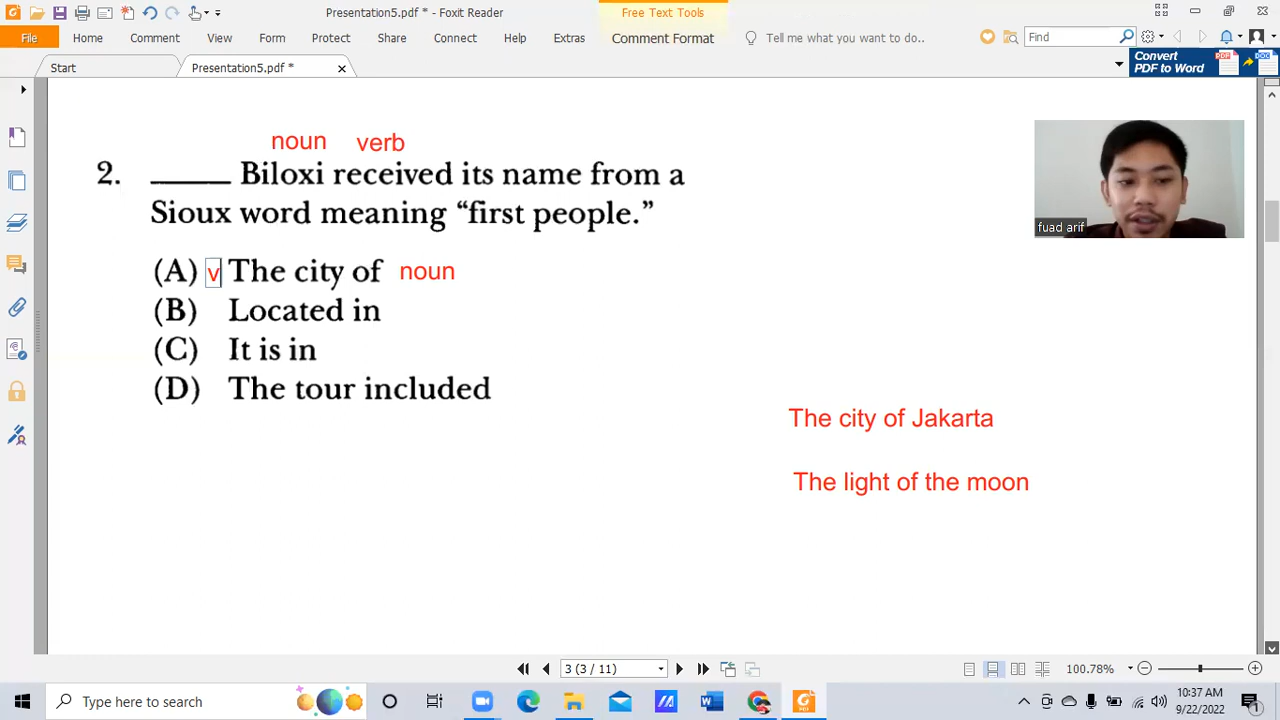 Presentation5.pdf * - Foxit Reader
Free Text Tools
File Home Comment View Form Protect Share Connect Help Extras Comment Format Tell me what you want to do.. Find
Start Presentation5.pdf *
Convert PDF to Word
noun verb
2. _____ Biloxi received its name from a
Sioux word meaning “first people.”
(A) v The city of noun
(B) Located in
(C) It is in
(D) The tour included
fuad arif
The city of Jakarta
The light of the moon
3 (3 / 11) 100.78%
Type here to search
10:37 AM
9/22/2022